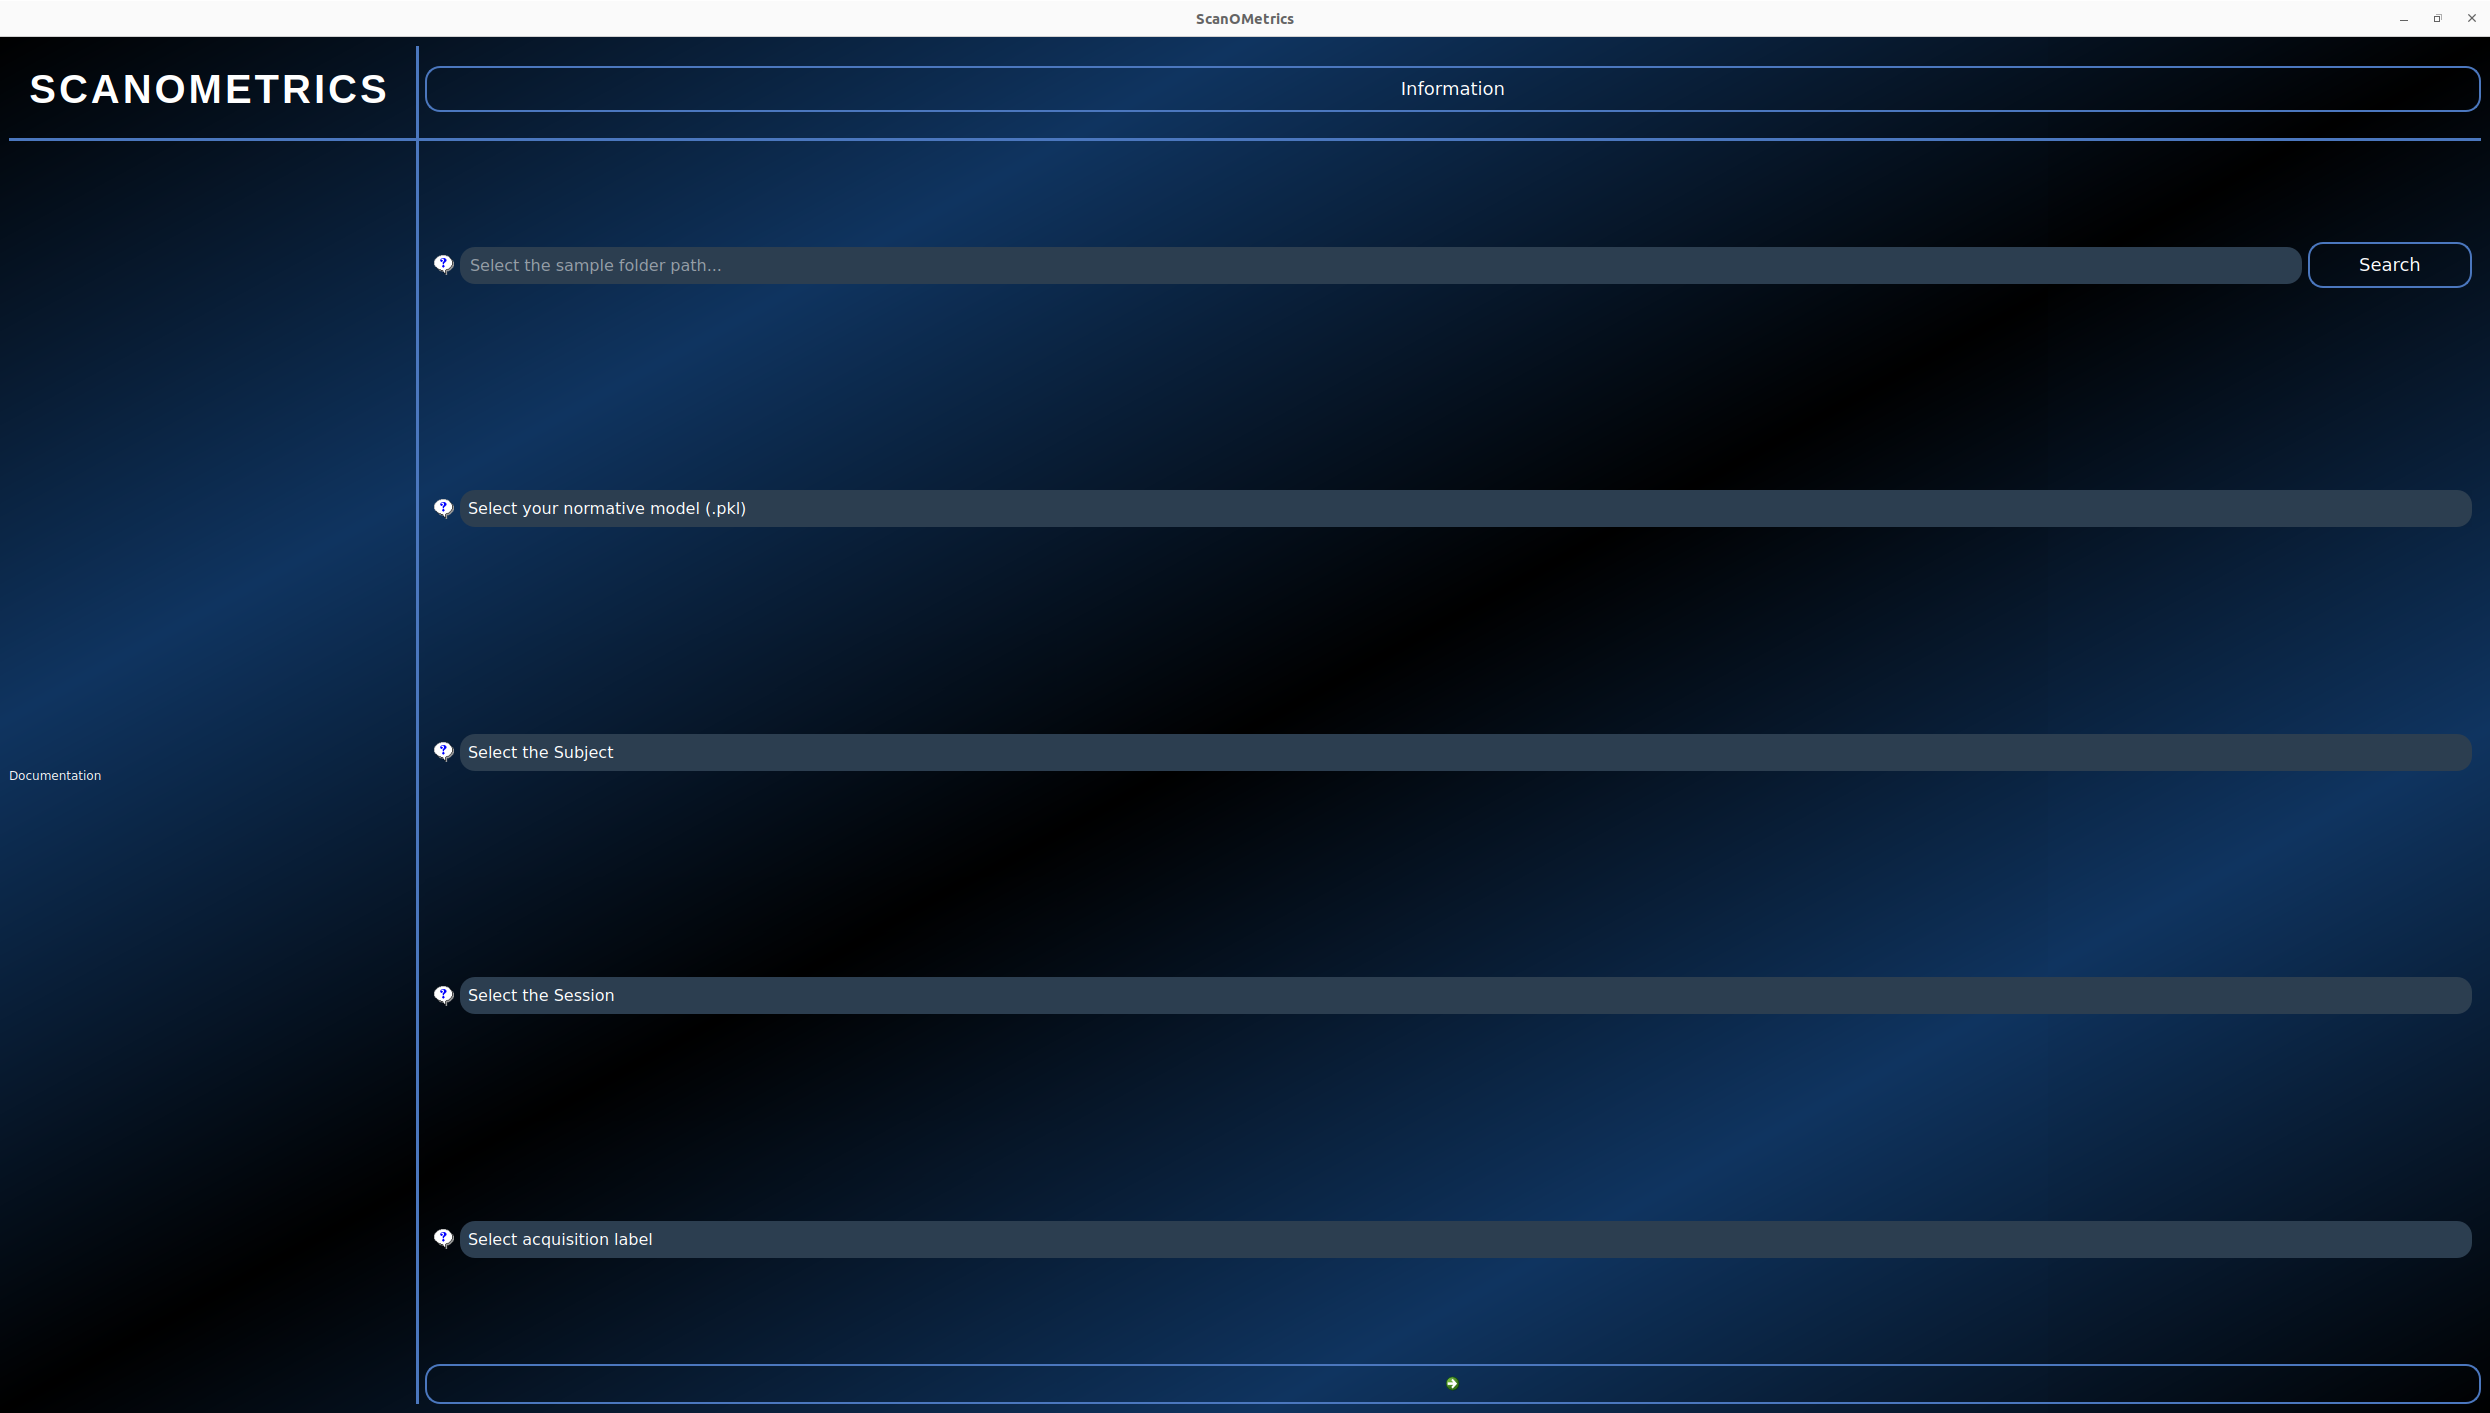 ScanOMetrics
SCANOMETRICS
Information
Select the sample folder path...
Search
Select your normative model (.pkl)
Select the Subject
Documentation
Select the Session
Select acquisition label